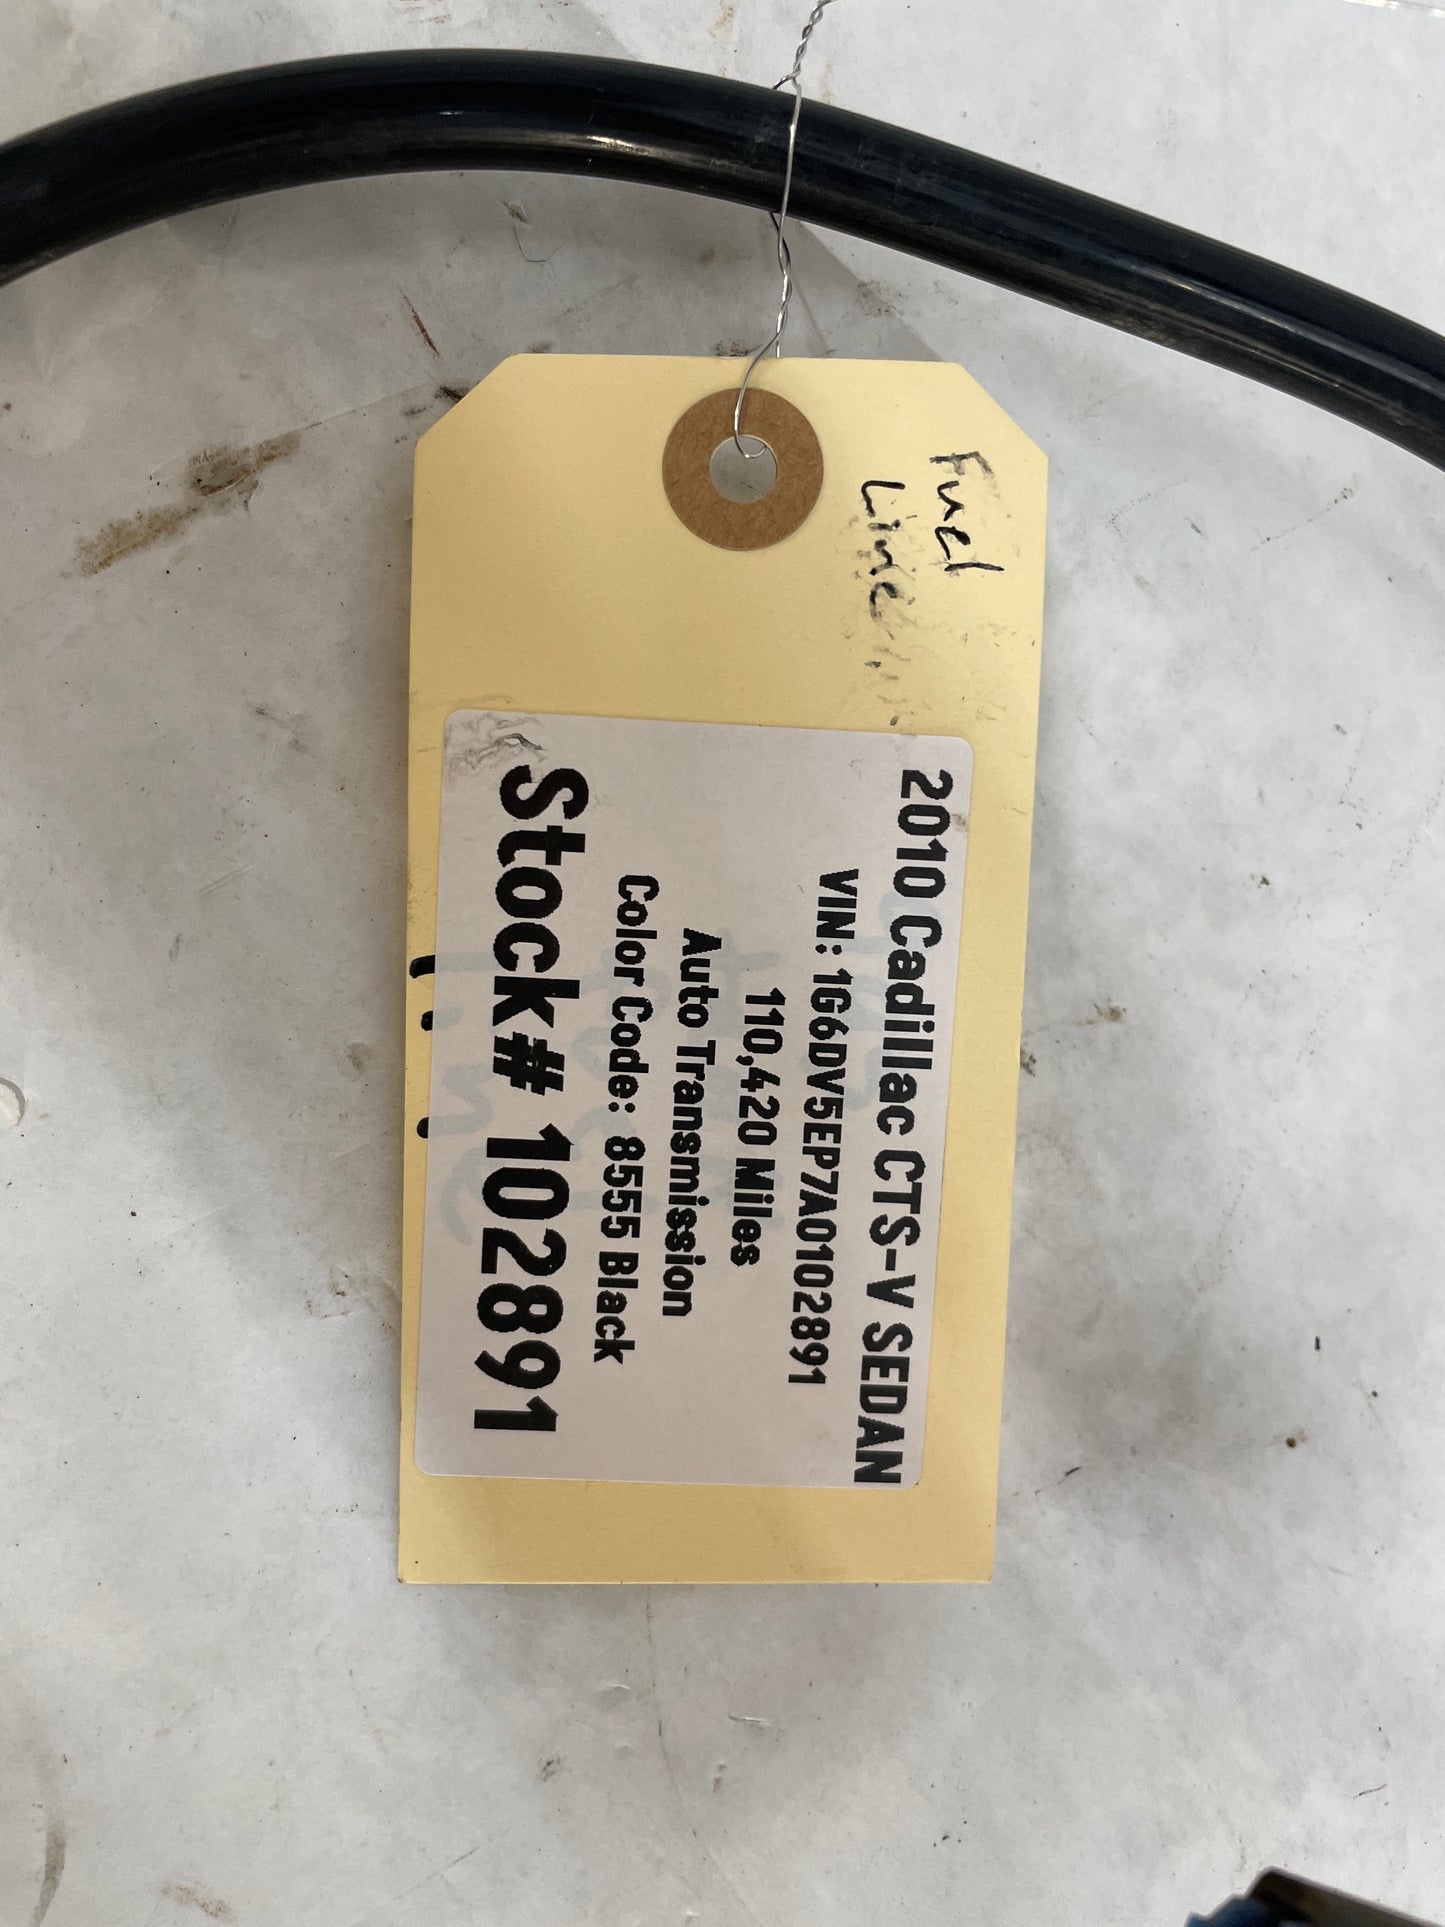 Fuel
Line
2010 Cadillac CTS-V SEDAN
VIN: 1G6DV5EP7A0102891
110,420 Miles
Auto Transmission
Color Code: 8555 Black
Stock# 102891